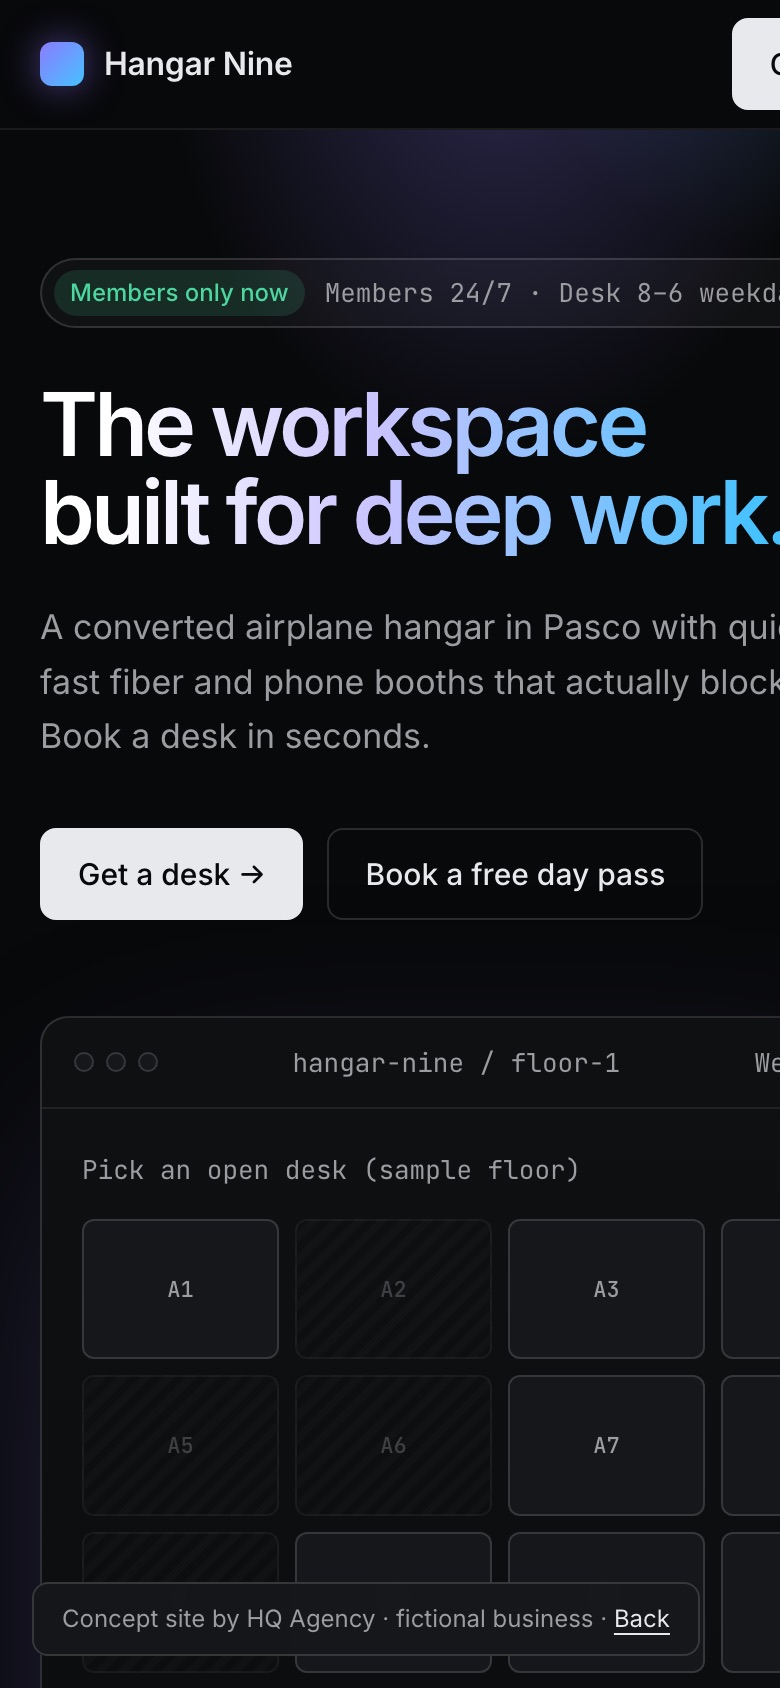 Hangar Nine
Members only now Members 24/7 · Desk 8–6
The workspace
built for deep work.
A converted airplane hangar in Pasco with
fast fiber and phone booths that actually block
Book a desk in seconds.
Get a desk → Book a free day pass
hangar-nine / floor-1
Pick an open desk (sample floor)
A1 A2 A3
A5 A6 A7
Concept site by HQ Agency · fictional business · Back